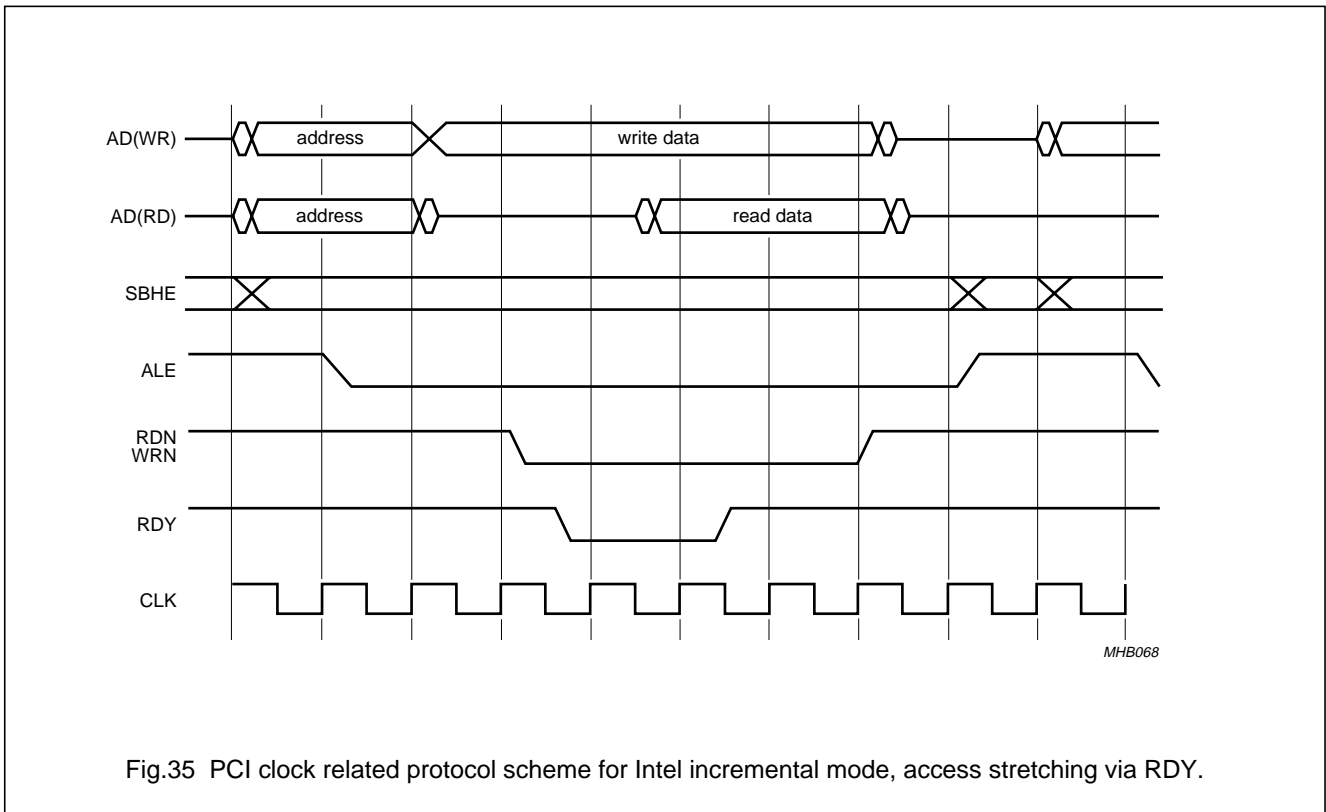 AD(WR)
address
write data
AD(RD)
address
read data
SBHE
ALE
RDN
WRN
RDY
CLK
MHB068
Fig.35 PCI clock related protocol scheme for Intel incremental mode, access stretching via RDY.